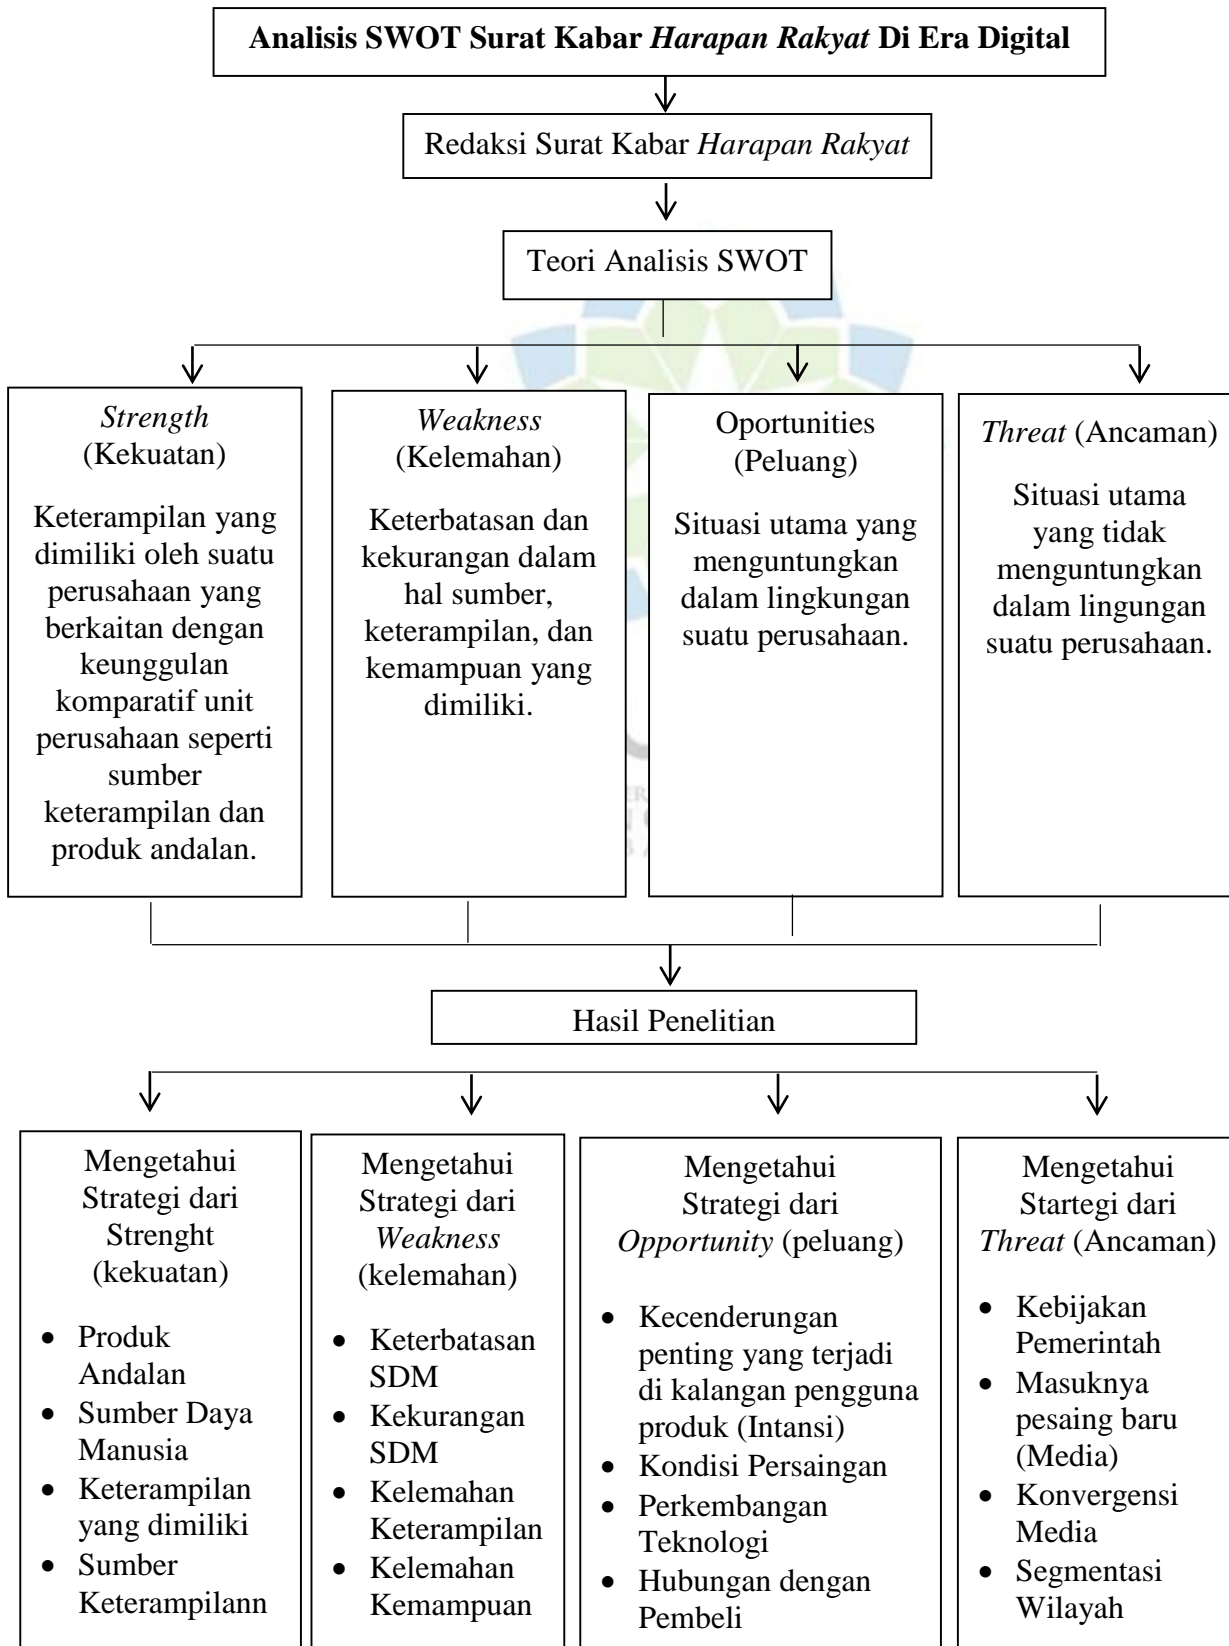 Analisis SWOT Surat Kabar Harapan Rakyat Di Era Digital
Redaksi Surat Kabar Harapan Rakyat
Teori Analisis SWOT
Strength
(Kekuatan)
Keterampilan yang
dimiliki oleh suatu
perusahaan yang
berkaitan dengan
keunggulan
komparatif unit
perusahaan seperti
sumber
keterampilan dan
produk andalan.
Weakness
(Kelemahan)
Keterbatasan dan
kekurangan dalam
hal sumber,
keterampilan, dan
kemampuan yang
dimiliki.
Oportunities
(Peluang)
Situasi utama yang
menguntungkan
dalam lingkungan
suatu perusahaan.
Threat (Ancaman)
Situasi utama
yang tidak
menguntungkan
dalam lingungan
suatu perusahaan.
Hasil Penelitian
Mengetahui
Strategi dari
Strenght
(kekuatan)
• Produk
Andalan
• Sumber Daya
Manusia
• Keterampilan
yang dimiliki
• Sumber
Keterampilann
Mengetahui
Strategi dari
Weakness
(kelemahan)
• Keterbatasan
SDM
• Kekurangan
SDM
• Kelemahan
Keterampilan
• Kelemahan
Kemampuan
Mengetahui
Strategi dari
Opportunity (peluang)
• Kecenderungan
penting yang terjadi
di kalangan pengguna
produk (Intansi)
• Kondisi Persaingan
• Perkembangan
Teknologi
• Hubungan dengan
Pembeli
Mengetahui
Startegi dari
Threat (Ancaman)
• Kebijakan
Pemerintah
• Masuknya
pesaing baru
(Media)
• Konvergensi
Media
• Segmentasi
Wilayah